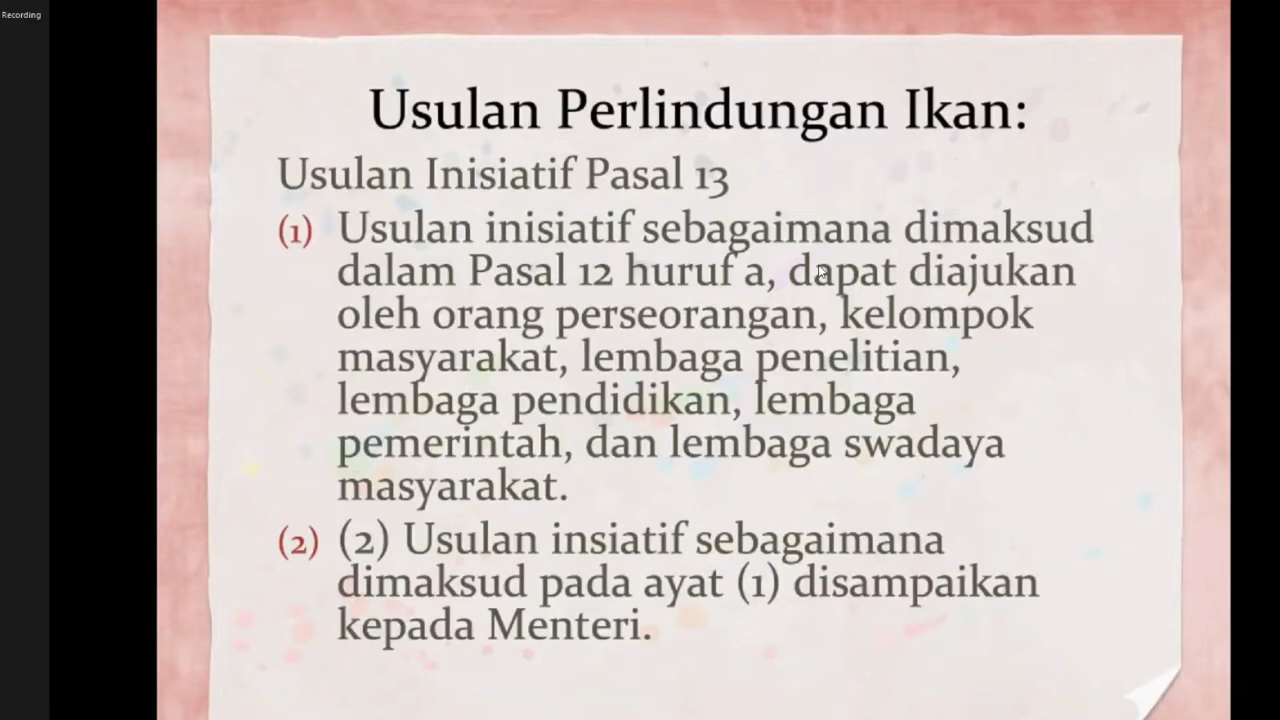 Recording
Usulan Perlindungan Ikan:
Usulan Inisiatif Pasal 13
(1) Usulan inisiatif sebagaimana dimaksud
dalam Pasal 12 huruf a, dapat diajukan
oleh orang perseorangan, kelompok
masyarakat, lembaga penelitian,
lembaga pendidikan, lembaga
pemerintah, dan lembaga swadaya
masyarakat.
(2) (2) Usulan insiatif sebagaimana
dimaksud pada ayat (1) disampaikan
kepada Menteri.